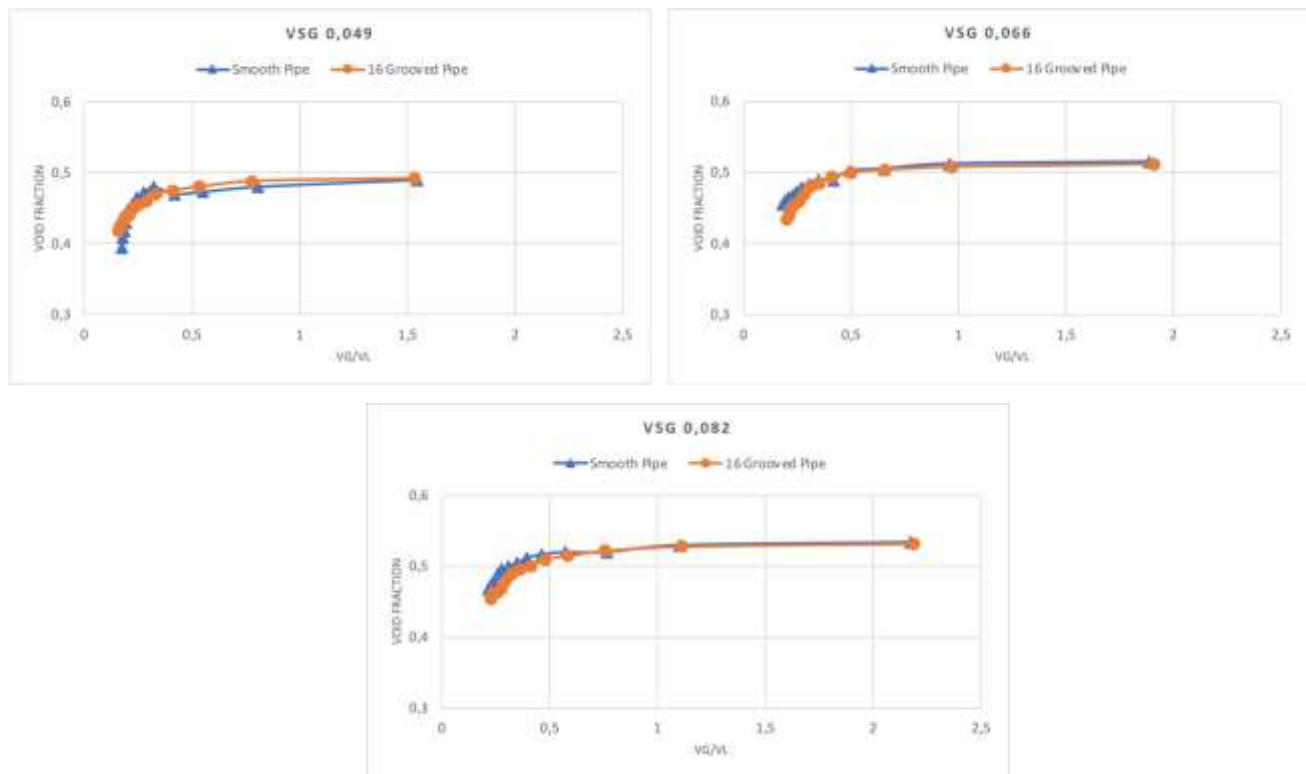 VSG 0,049
Smooth Pipe 16 Grooved Pipe
0,6
0,5
0,4
0,3
VOID FRACTION
0 0,5 1 1,5 2 2,5
VG/VL
VSG 0,066
Smooth Pipe 16 Grooved Pipe
0,6
0,5
0,4
0,3
VOID FRACTION
0 0,5 1 1,5 2 2,5
VG/VL
VSG 0,082
Smooth Pipe 16 Grooved Pipe
0,6
0,5
0,4
0,3
VOID FRACTION
0 0,5 1 1,5 2 2,5
VG/VL